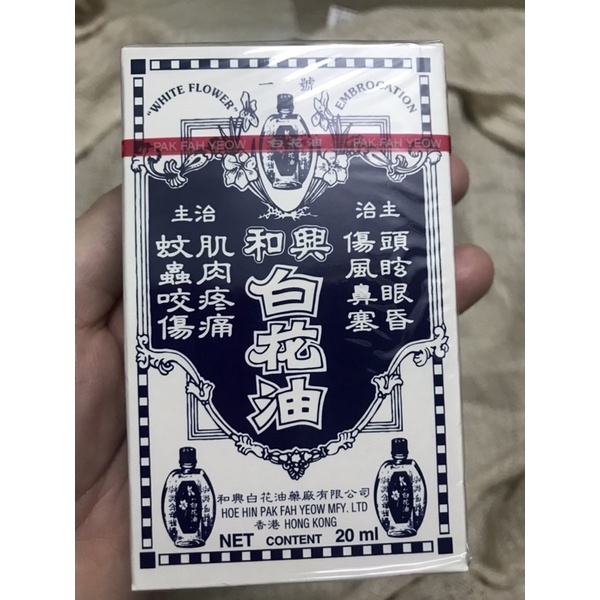 一號
"WHITE FLOWER" EMBROCATION
PAK FAH YEOW 白花油 PAK FAH YEOW
主治
頭眩眼昏
傷風鼻塞
和興
白花油
主治
肌肉疼痛
蚊蟲咬傷
和興白花油藥廠有限公司
HOE HIN PAK FAH YEOW MFY. LTD
香港 HONG KONG
NET CONTENT 20 ml